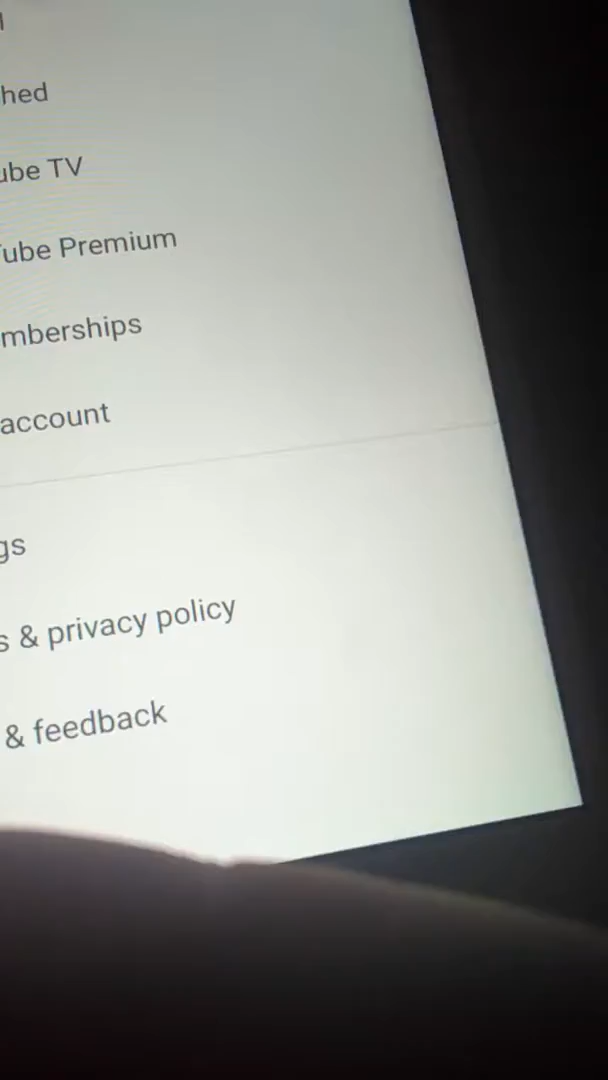 hed
ube TV
Tube Premium
mberships
account
gs
s & privacy policy
& feedback